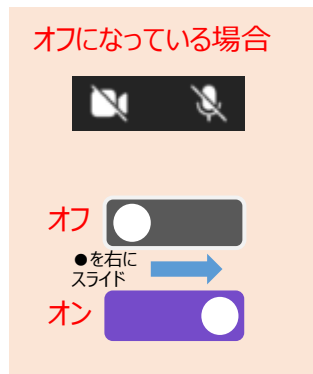 オフになっている場合
オフ
●を右に
スライド
オン